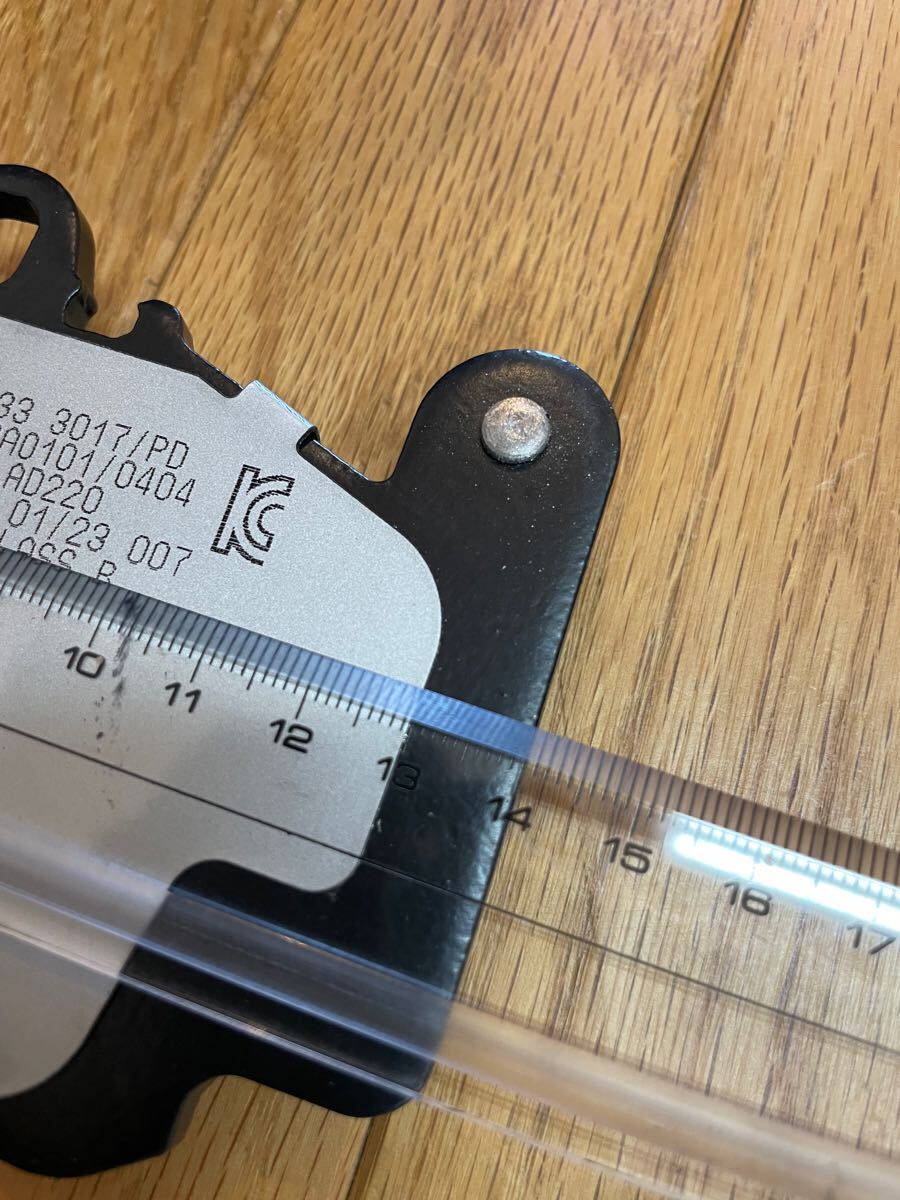 33 3017/PD
A0101/0404
AD220
01/23 007
KC
10 11 12 13 14 15 16 17